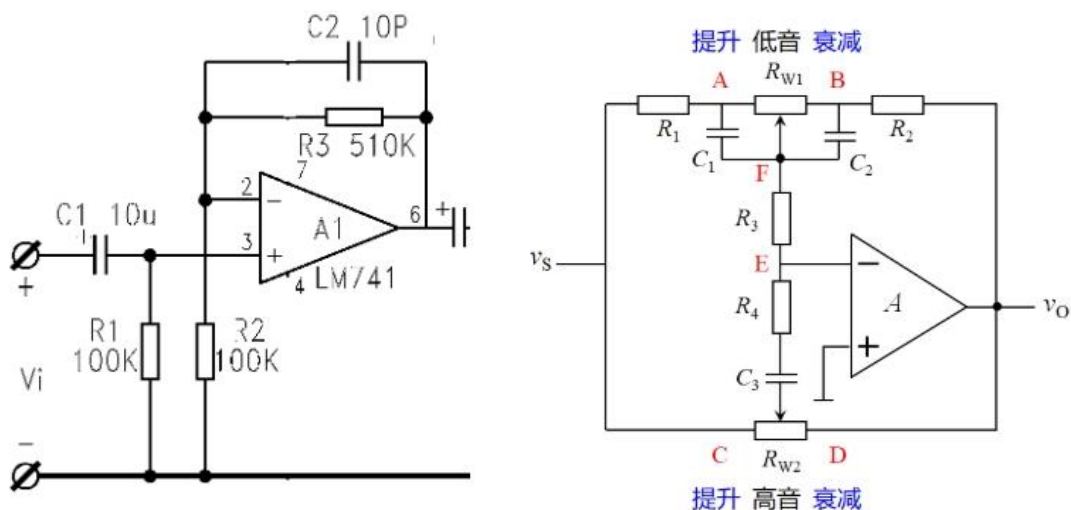 C2 10P
R3 510K
7
2
−
C1 10u
3
+
A1
6
+
4
LM741
+
R1
100K
R2
100K
Vi
−
提升 低音 衰减
A
R_W1
B
R_1
C_1
C_2
R_2
F
R_3
v_S
E
−
R_4
A
v_O
+
C_3
C
R_W2
D
提升 高音 衰减